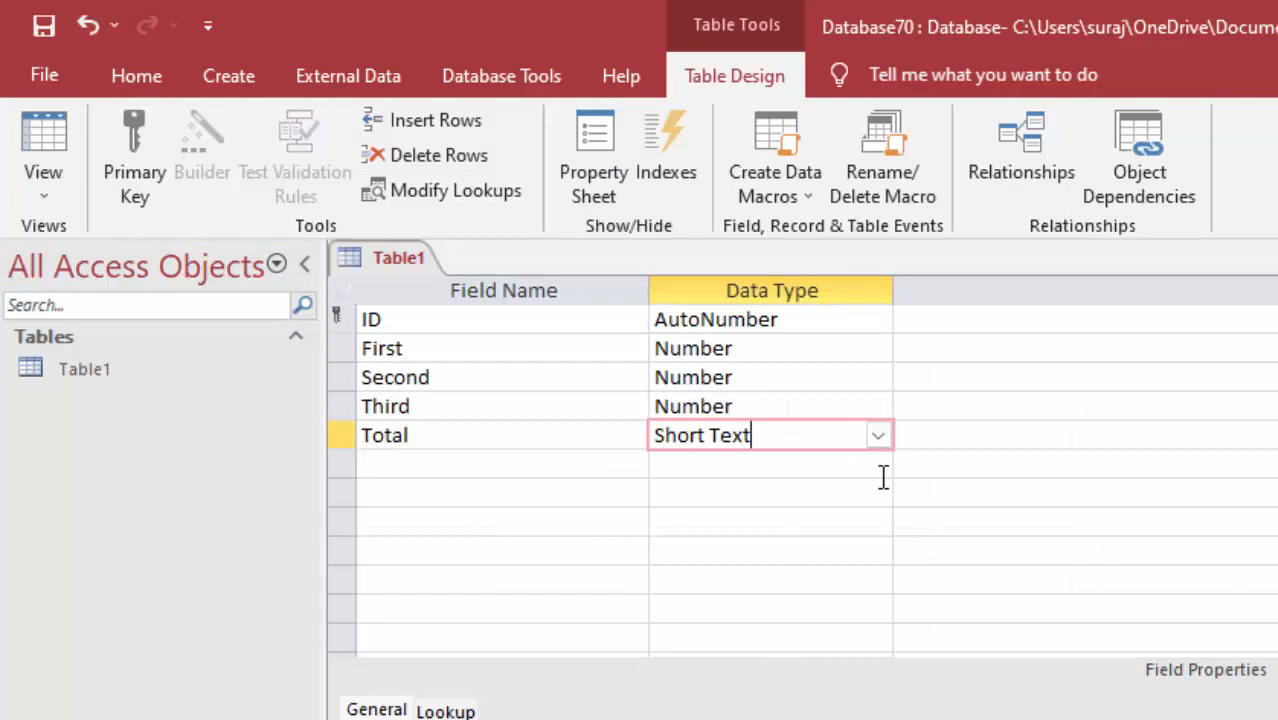 Table Tools
Database70 : Database- C:\Users\suraj\OneDrive\Docume
File Home Create External Data Database Tools Help Table Design Tell me what you want to do
View
Primary Key
Builder
Test Validation Rules
Insert Rows
Delete Rows
Modify Lookups
Property Sheet
Indexes
Create Data Macros
Rename/ Delete Macro
Relationships
Object Dependencies
Views Tools Show/Hide Field, Record & Table Events Relationships
All Access Objects
Search...
Tables
Table1
Table1
Field Name Data Type
ID AutoNumber
First Number
Second Number
Third Number
Total Short Text
Field Properties
General Lookup